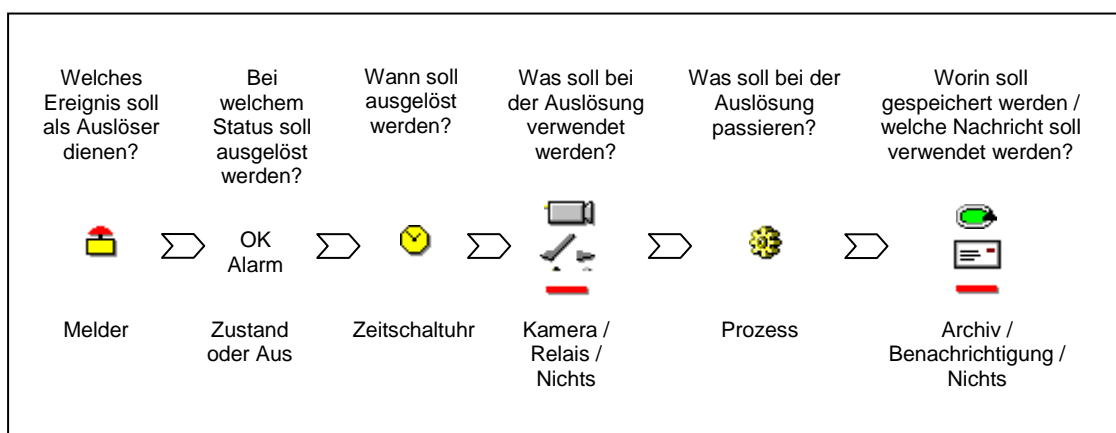 Welches
Ereignis soll
als Auslöser
dienen?
Bei
welchem
Status soll
ausgelöst
werden?
Wann soll
ausgelöst
werden?
Was soll bei
der Auslösung
verwendet
werden?
Was soll bei der
Auslösung
passieren?
Worin soll
gespeichert werden /
welche Nachricht soll
verwendet werden?
OK
Alarm
Melder
Zustand
oder Aus
Zeitschaltuhr
Kamera /
Relais /
Nichts
Prozess
Archiv /
Benachrichtigung /
Nichts